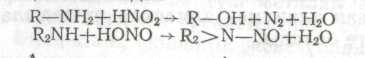 R—NH₂+HNO₂→R—OH+N₂+H₂O
R₂NH+HONO → R₂>N—NO+H₂O